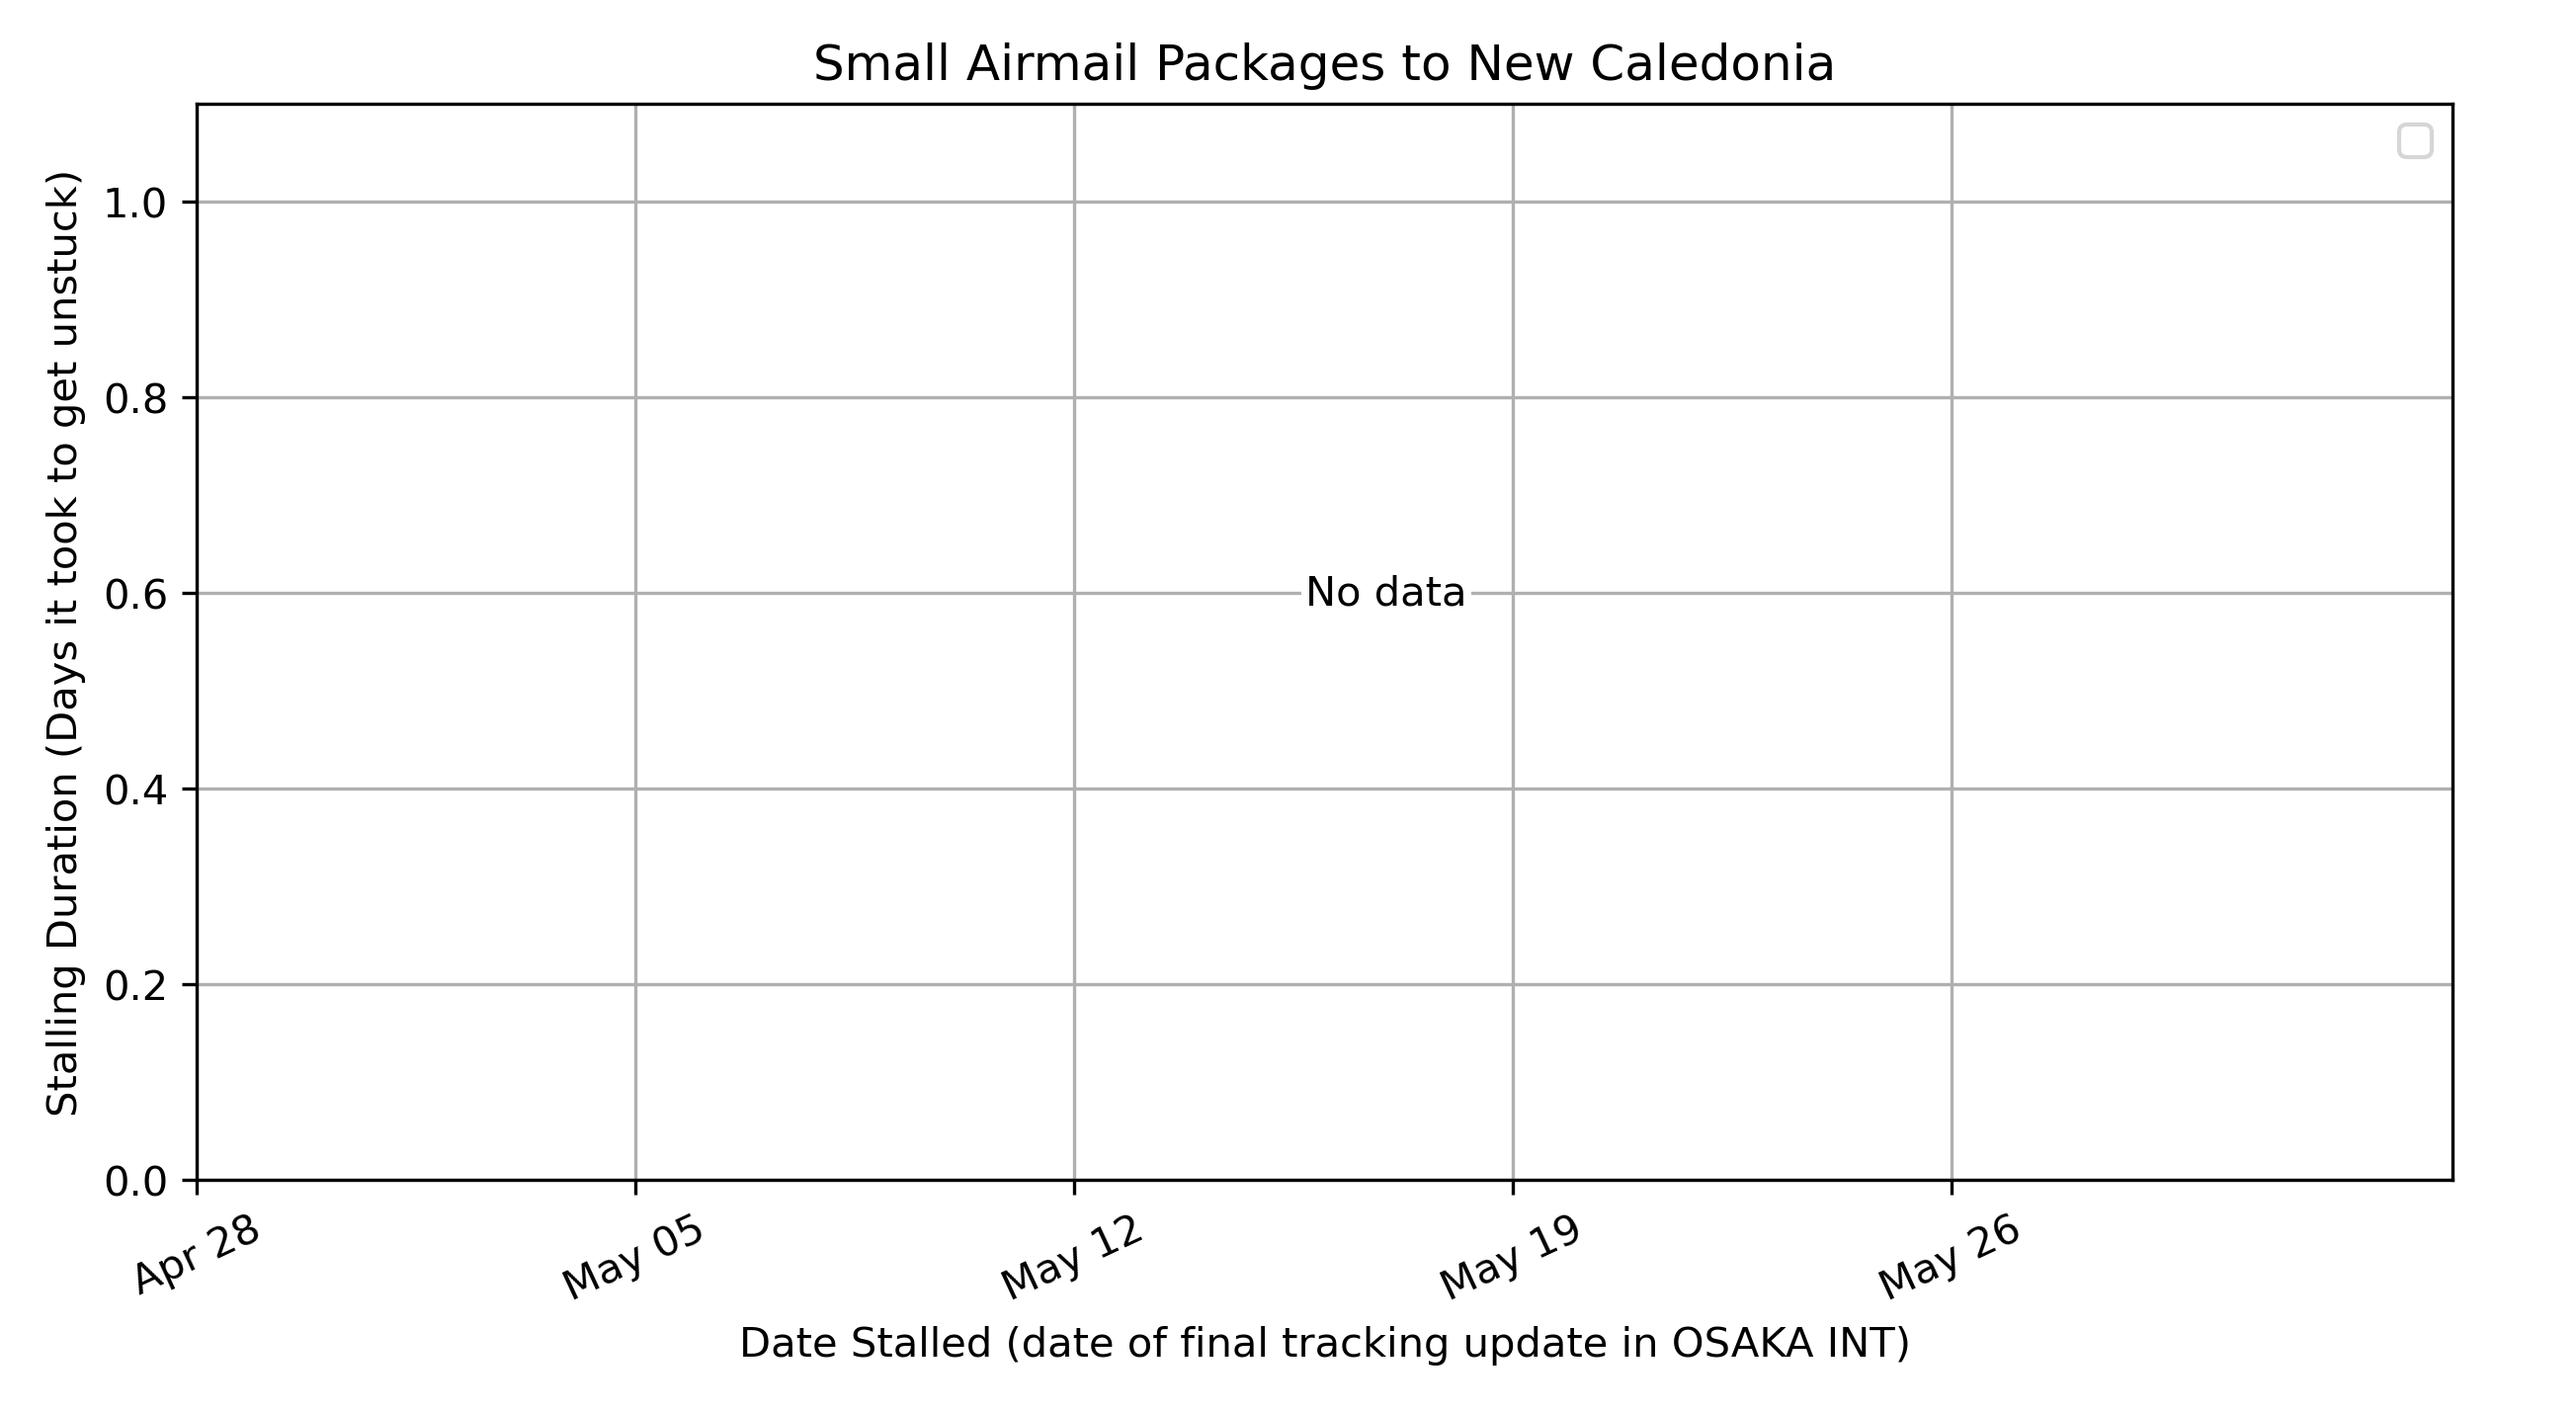 Small Airmail Packages to New Caledonia
Stalling Duration (Days it took to get unstuck)
1.0
0.8
0.6
0.4
0.2
0.0
No data
Apr 28
May 05
May 12
May 19
May 26
Date Stalled (date of final tracking update in OSAKA INT)